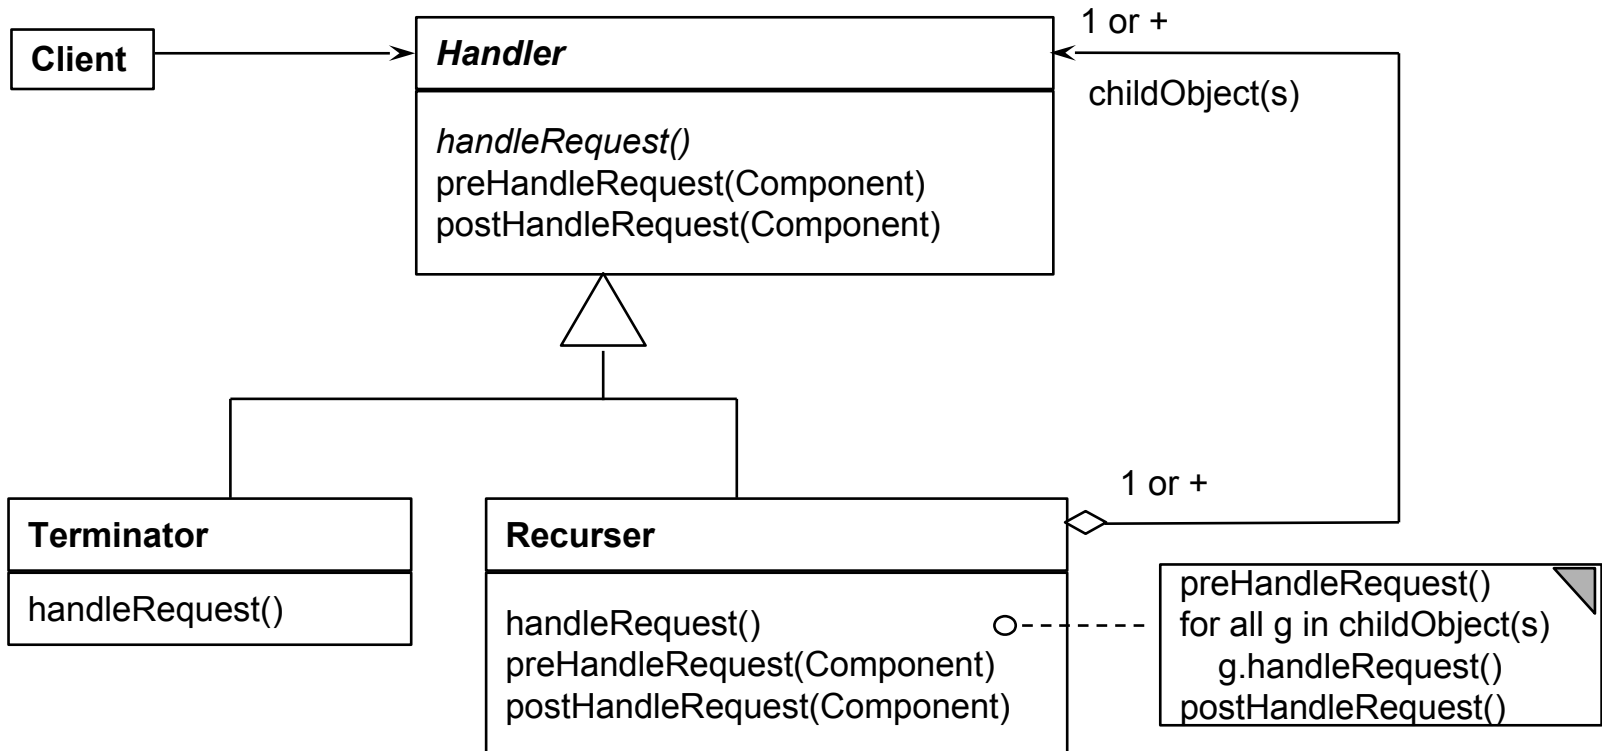 Client
Handler
handleRequest()
preHandleRequest(Component)
postHandleRequest(Component)
1 or +
childObject(s)
Terminator
handleRequest()
Recurser
handleRequest()
preHandleRequest(Component)
postHandleRequest(Component)
1 or +
preHandleRequest()
for all g in childObject(s)
g.handleRequest()
postHandleRequest()